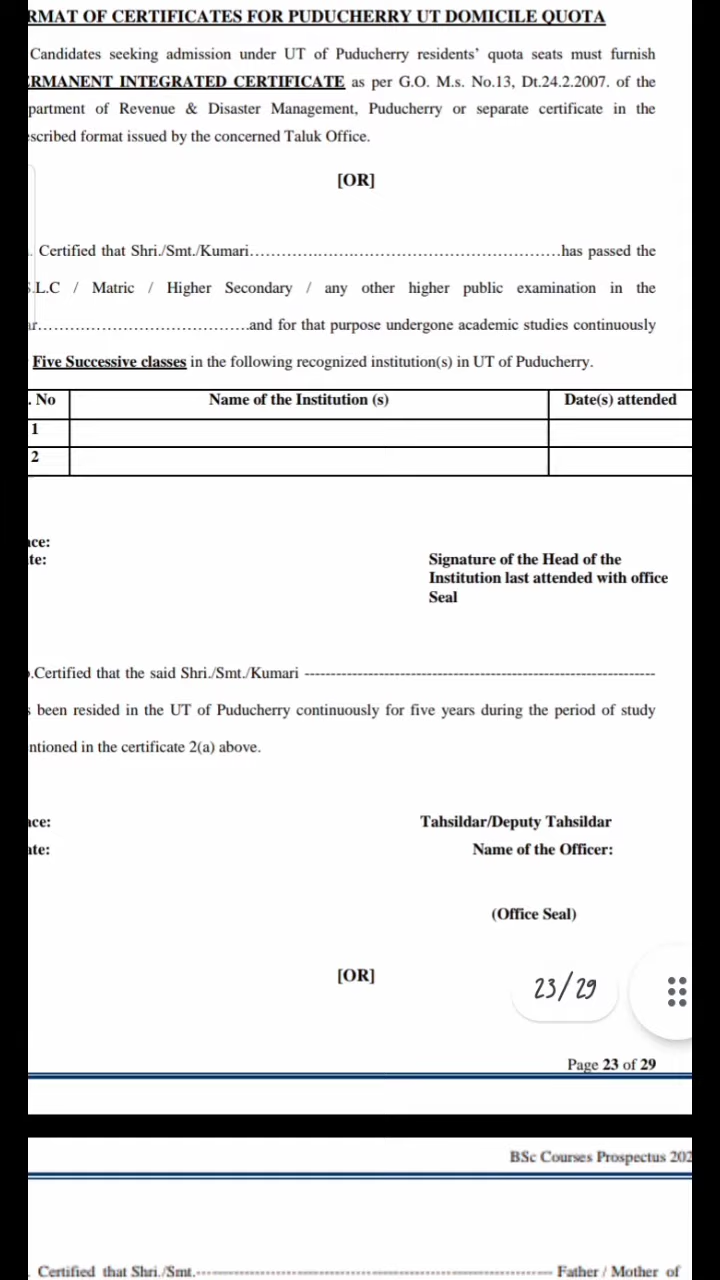 RMAT OF CERTIFICATES FOR PUDUCHERRY UT DOMICILE QUOTA
Candidates seeking admission under UT of Puducherry residents' quota seats must furnish
ERMANENT INTEGRATED CERTIFICATE as per G.O. M.s. No.13, Dt.24.2.2007. of the
partment of Revenue & Disaster Management, Puducherry or separate certificate in the
scribed format issued by the concerned Taluk Office.
[OR]
. Certified that Shri./Smt./Kumari...........................................................has passed the
S.L.C / Matric / Higher Secondary / any other higher public examination in the
ar.......................................and for that purpose undergone academic studies continuously
Five Successive classes in the following recognized institution(s) in UT of Puducherry.
. No Name of the Institution (s) Date(s) attended
1
2
ace:
te:
Signature of the Head of the
Institution last attended with office
Seal
.Certified that the said Shri./Smt./Kumari ----------------------------------------------------------------------
s been resided in the UT of Puducherry continuously for five years during the period of study
ntioned in the certificate 2(a) above.
ace: Tahsildar/Deputy Tahsildar
ate: Name of the Officer:
(Office Seal)
[OR]
23/29
Page 23 of 29
BSc Courses Prospectus 202
. Certified that Shri./Smt.------------------------------------------------------- Father / Mother of